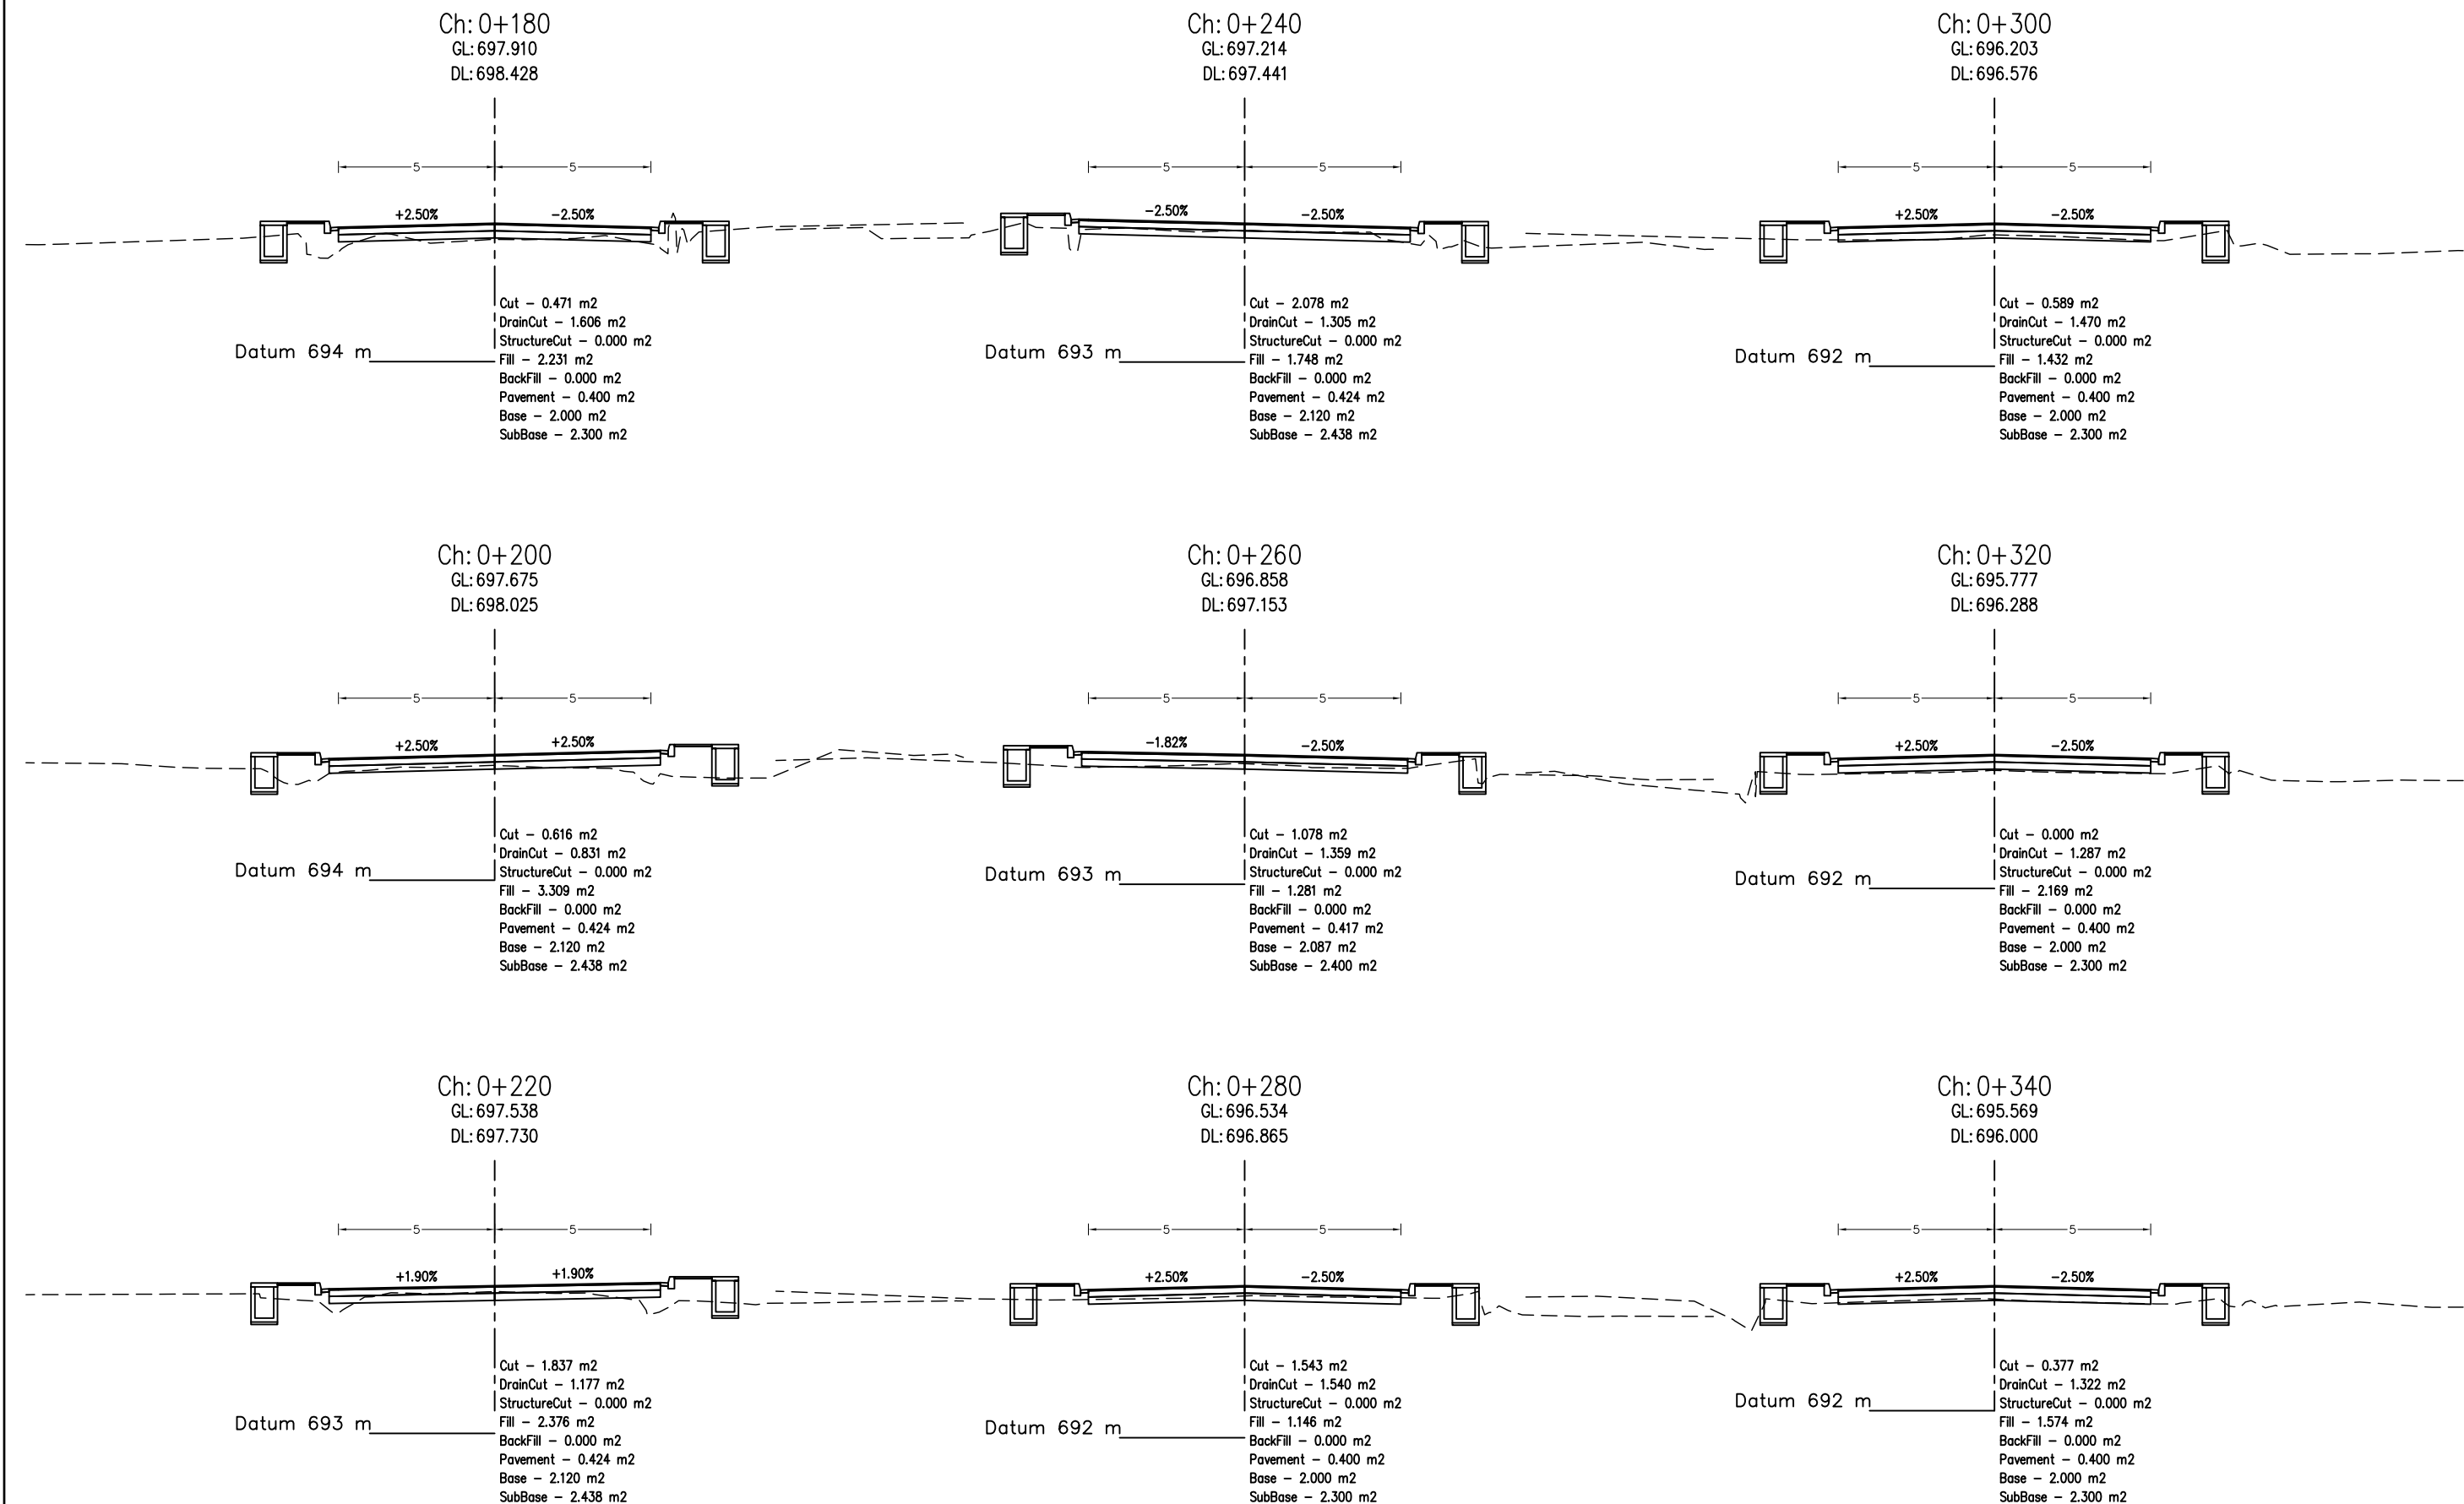 Ch: 0+180
GL: 697.910
DL: 698.428
5
5
+2.50%
-2.50%
Cut - 0.471 m2
DrainCut - 1.606 m2
StructureCut - 0.000 m2
Datum 694 m
Fill - 2.231 m2
BackFill - 0.000 m2
Pavement - 0.400 m2
Base - 2.000 m2
SubBase - 2.300 m2
Ch: 0+240
GL: 697.214
DL: 697.441
5
5
-2.50%
-2.50%
Cut - 2.078 m2
DrainCut - 1.305 m2
StructureCut - 0.000 m2
Datum 693 m
Fill - 1.748 m2
BackFill - 0.000 m2
Pavement - 0.424 m2
Base - 2.120 m2
SubBase - 2.438 m2
Ch: 0+300
GL: 696.203
DL: 696.576
5
5
+2.50%
-2.50%
Cut - 0.589 m2
DrainCut - 1.470 m2
StructureCut - 0.000 m2
Datum 692 m
Fill - 1.432 m2
BackFill - 0.000 m2
Pavement - 0.400 m2
Base - 2.000 m2
SubBase - 2.300 m2
Ch: 0+200
GL: 697.675
DL: 698.025
5
5
+2.50%
+2.50%
Cut - 0.616 m2
DrainCut - 0.831 m2
StructureCut - 0.000 m2
Datum 694 m
Fill - 3.309 m2
BackFill - 0.000 m2
Pavement - 0.424 m2
Base - 2.120 m2
SubBase - 2.438 m2
Ch: 0+260
GL: 696.858
DL: 697.153
5
5
-1.82%
-2.50%
Cut - 1.078 m2
DrainCut - 1.359 m2
StructureCut - 0.000 m2
Datum 693 m
Fill - 1.281 m2
BackFill - 0.000 m2
Pavement - 0.417 m2
Base - 2.087 m2
SubBase - 2.400 m2
Ch: 0+320
GL: 695.777
DL: 696.288
5
5
+2.50%
-2.50%
Cut - 0.000 m2
DrainCut - 1.287 m2
StructureCut - 0.000 m2
Datum 692 m
Fill - 2.169 m2
BackFill - 0.000 m2
Pavement - 0.400 m2
Base - 2.000 m2
SubBase - 2.300 m2
Ch: 0+220
GL: 697.538
DL: 697.730
5
5
+1.90%
+1.90%
Cut - 1.837 m2
DrainCut - 1.177 m2
StructureCut - 0.000 m2
Datum 693 m
Fill - 2.376 m2
BackFill - 0.000 m2
Pavement - 0.424 m2
Base - 2.120 m2
SubBase - 2.438 m2
Ch: 0+280
GL: 696.534
DL: 696.865
5
5
+2.50%
-2.50%
Cut - 1.543 m2
DrainCut - 1.540 m2
StructureCut - 0.000 m2
Datum 692 m
Fill - 1.146 m2
BackFill - 0.000 m2
Pavement - 0.400 m2
Base - 2.000 m2
SubBase - 2.300 m2
Ch: 0+340
GL: 695.569
DL: 696.000
5
5
+2.50%
-2.50%
Cut - 0.377 m2
DrainCut - 1.322 m2
Datum 692 m
StructureCut - 0.000 m2
Fill - 1.574 m2
BackFill - 0.000 m2
Pavement - 0.400 m2
Base - 2.000 m2
SubBase - 2.300 m2